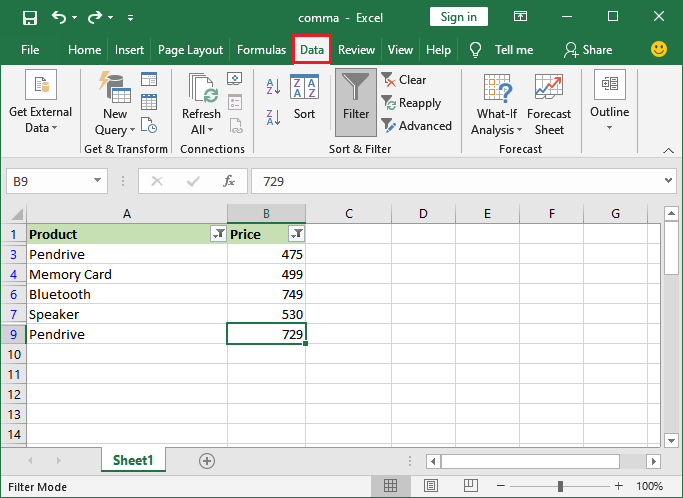 comma - Excel
Sign in
File Home Insert Page Layout Formulas Data Review View Help Tell me Share
Get External Data
New Query
Get & Transform
Refresh All
Connections
A Z
Z A
Z A A Z
Sort
Filter
Clear
Reapply
Advanced
Sort & Filter
What-If Analysis
Forecast Sheet
Forecast
Outline
B9 fx 729
A B C D E F G
1 Product Price
3 Pendrive 475
4 Memory Card 499
6 Bluetooth 749
7 Speaker 530
9 Pendrive 729
10
11
12
13
14
Sheet1
Filter Mode 100%